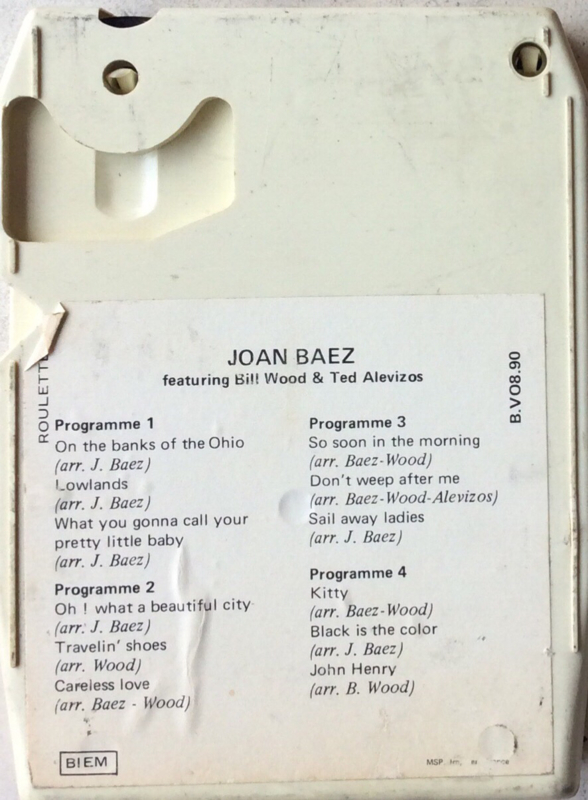 JOAN BAEZ
featuring Bill Wood & Ted Alevizos
ROULETTE
B.VO8.90
Programme 1
On the banks of the Ohio
(arr. J. Baez)
Lowlands
(arr. J. Baez)
What you gonna call your
pretty little baby
(arr. J. Baez)
Programme 2
Oh ! what a beautiful city
(arr. J. Baez)
Travelin' shoes
(arr. Wood)
Careless love
(arr. Baez - Wood)
Programme 3
So soon in the morning
(arr. Baez-Wood)
Don't weep after me
(arr. Baez-Wood-Alevizos)
Sail away ladies
(arr. J. Baez)
Programme 4
Kitty
(arr. Baez-Wood)
Black is the color
(arr. J. Baez)
John Henry
(arr. B. Wood)
BIEM
MSP